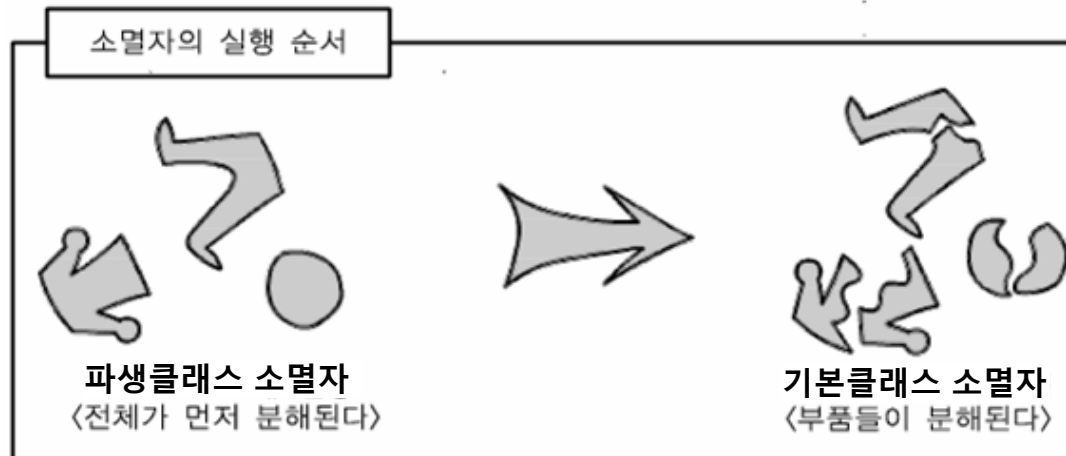 소멸자의 실행 순서
파생클래스 소멸자
<전체가 먼저 분해된다>
기본클래스 소멸자
<부품들이 분해된다>